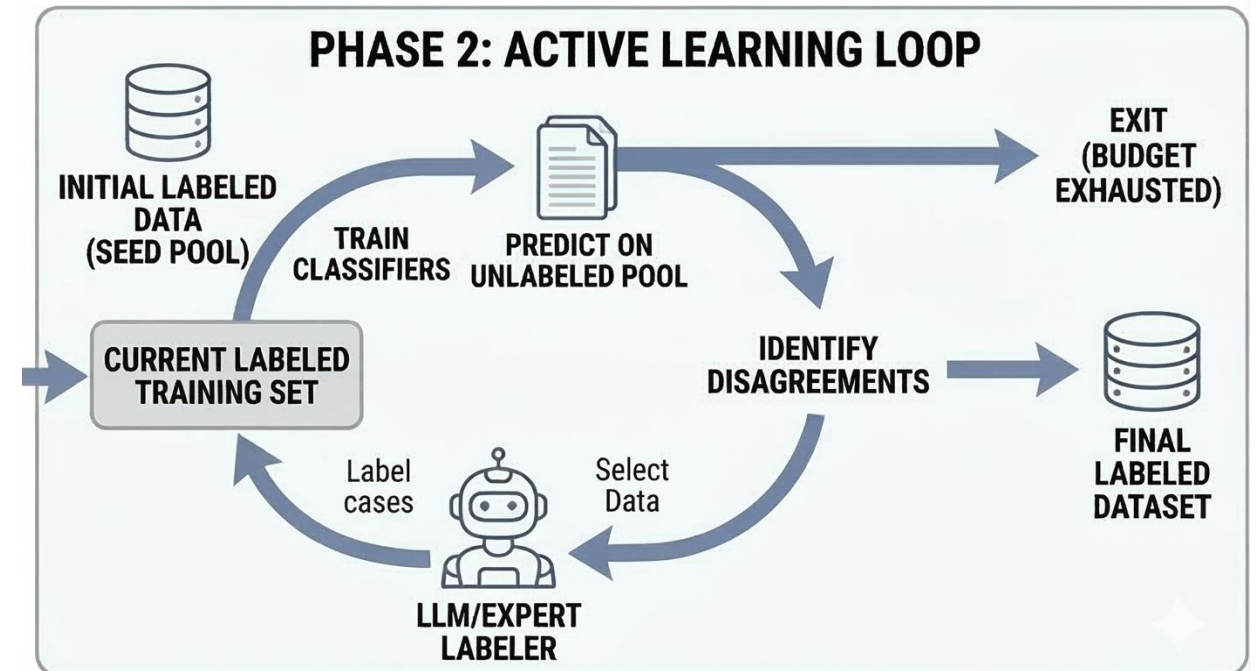 PHASE 2: ACTIVE LEARNING LOOP
INITIAL LABELED
DATA
(SEED POOL)
TRAIN
CLASSIFIERS
PREDICT ON
UNLABELED POOL
EXIT
(BUDGET
EXHAUSTED)
CURRENT LABELED
TRAINING SET
IDENTIFY
DISAGREEMENTS
FINAL
LABELED
DATASET
Label
cases
Select
Data
LLM/EXPERT
LABELER